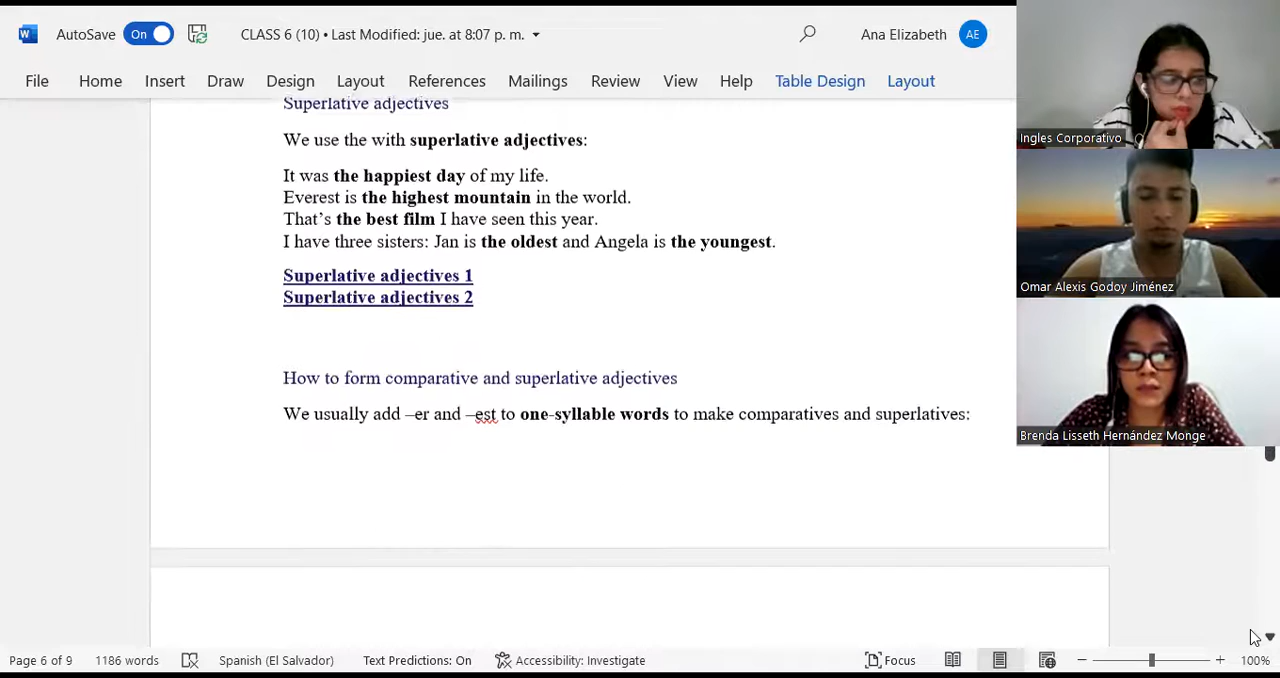 AutoSave On CLASS 6 (10) • Last Modified: jue. at 8:07 p. m. Ana Elizabeth AE
File Home Insert Draw Design Layout References Mailings Review View Help Table Design Layout
Superlative adjectives
We use the with superlative adjectives:
It was the happiest day of my life.
Everest is the highest mountain in the world.
That’s the best film I have seen this year.
I have three sisters: Jan is the oldest and Angela is the youngest.
Superlative adjectives 1
Superlative adjectives 2
How to form comparative and superlative adjectives
We usually add –er and –est to one-syllable words to make comparatives and superlatives:
Ingles Corporativo
Omar Alexis Godoy Jiménez
Brenda Lisseth Hernández Monge
Page 6 of 9 1186 words Spanish (El Salvador) Text Predictions: On Accessibility: Investigate Focus 100%